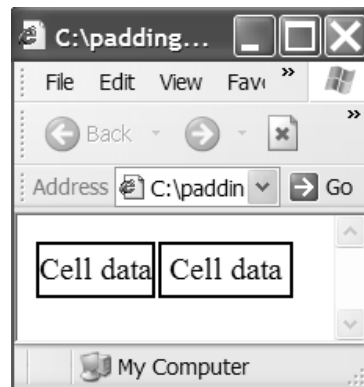 C:\padding...
File Edit View Fav »
Back »
Address C:\paddin Go
Cell data Cell data
My Computer